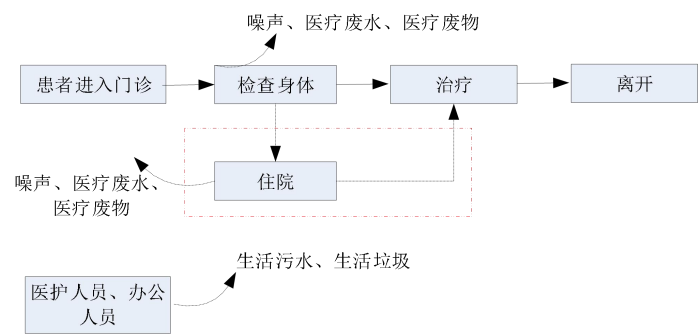 噪声、医疗废水、医疗废物
患者进入门诊
检查身体
治疗
离开
噪声、医疗废水、
医疗废物
住院
生活污水、生活垃圾
医护人员、办公
人员